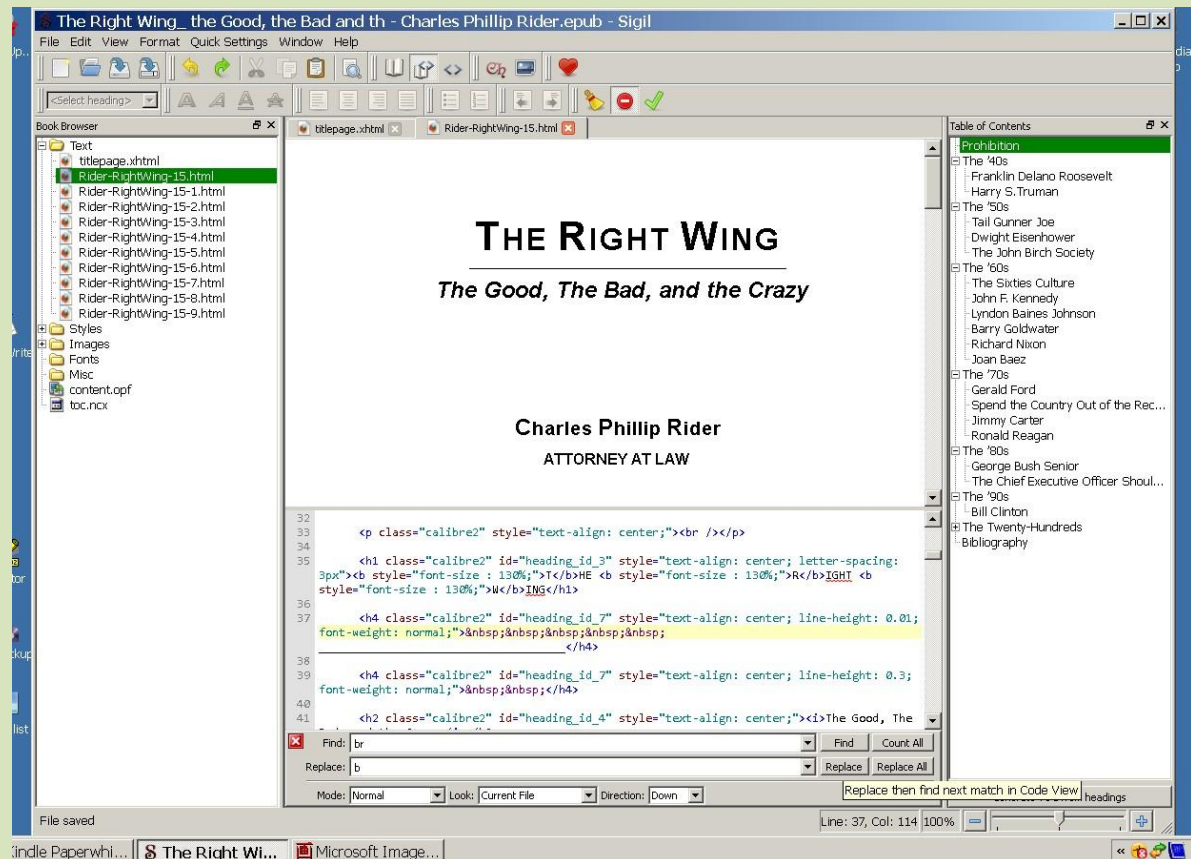 The Right Wing_ the Good, the Bad and th - Charles Phillip Rider.epub - Sigil
File Edit View Format Quick Settings Window Help
<Select heading>
Book Browser
titlepage.xhtml
Rider-RightWing-15.html
Table of Contents
Text
titlepage.xhtml
Rider-RightWing-15.html
Rider-RightWing-15-1.html
Rider-RightWing-15-2.html
Rider-RightWing-15-3.html
Rider-RightWing-15-4.html
Rider-RightWing-15-5.html
Rider-RightWing-15-6.html
Rider-RightWing-15-7.html
Rider-RightWing-15-8.html
Rider-RightWing-15-9.html
Styles
Images
Fonts
Misc
content.opf
toc.ncx
THE RIGHT WING
The Good, The Bad, and the Crazy
Charles Phillip Rider
ATTORNEY AT LAW
32
33 <p class="calibre2" style="text-align: center;"><br /></p>
34
35 <h1 class="calibre2" id="heading_id_3" style="text-align: center; letter-spacing:
3px"><b style="font-size : 130%;">T</b>HE <b style="font-size : 130%;">R</b>IGHT <b
style="font-size : 130%;">W</b>ING</h1>
36
37 <h4 class="calibre2" id="heading_id_7" style="text-align: center; line-height: 0.01;
font-weight: normal;">&nbsp;&nbsp;&nbsp;&nbsp;&nbsp;
___________________________________</h4>
38
39 <h4 class="calibre2" id="heading_id_7" style="text-align: center; line-height: 0.3;
font-weight: normal;">&nbsp;&nbsp;</h4>
40
41 <h2 class="calibre2" id="heading_id_4" style="text-align: center;"><i>The Good, The
Find: br
Find
Count All
Replace: b
Replace
Replace All
Mode: Normal
Look: Current File
Direction: Down
Replace then find next match in Code View
headings
Prohibition
The '40s
Franklin Delano Roosevelt
Harry S.Truman
The '50s
Tail Gunner Joe
Dwight Eisenhower
The John Birch Society
The '60s
The Sixties Culture
John F. Kennedy
Lyndon Baines Johnson
Barry Goldwater
Richard Nixon
Joan Baez
The '70s
Gerald Ford
Spend the Country Out of the Rec...
Jimmy Carter
Ronald Reagan
The '80s
George Bush Senior
The Chief Executive Officer Shoul...
The '90s
Bill Clinton
The Twenty-Hundreds
Bibliography
File saved
Line: 37, Col: 114
100%
Kindle Paperwhi...
The Right Wi...
Microsoft Image...